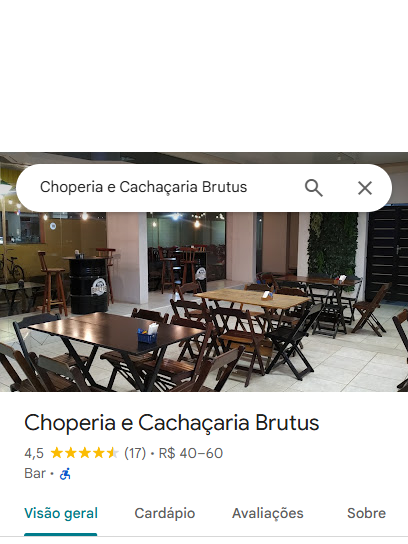 Choperia e Cachaçaria Brutus
Choperia e Cachaçaria Brutus
4,5 (17) • R$ 40–60
Bar •
Visão geral Cardápio Avaliações Sobre